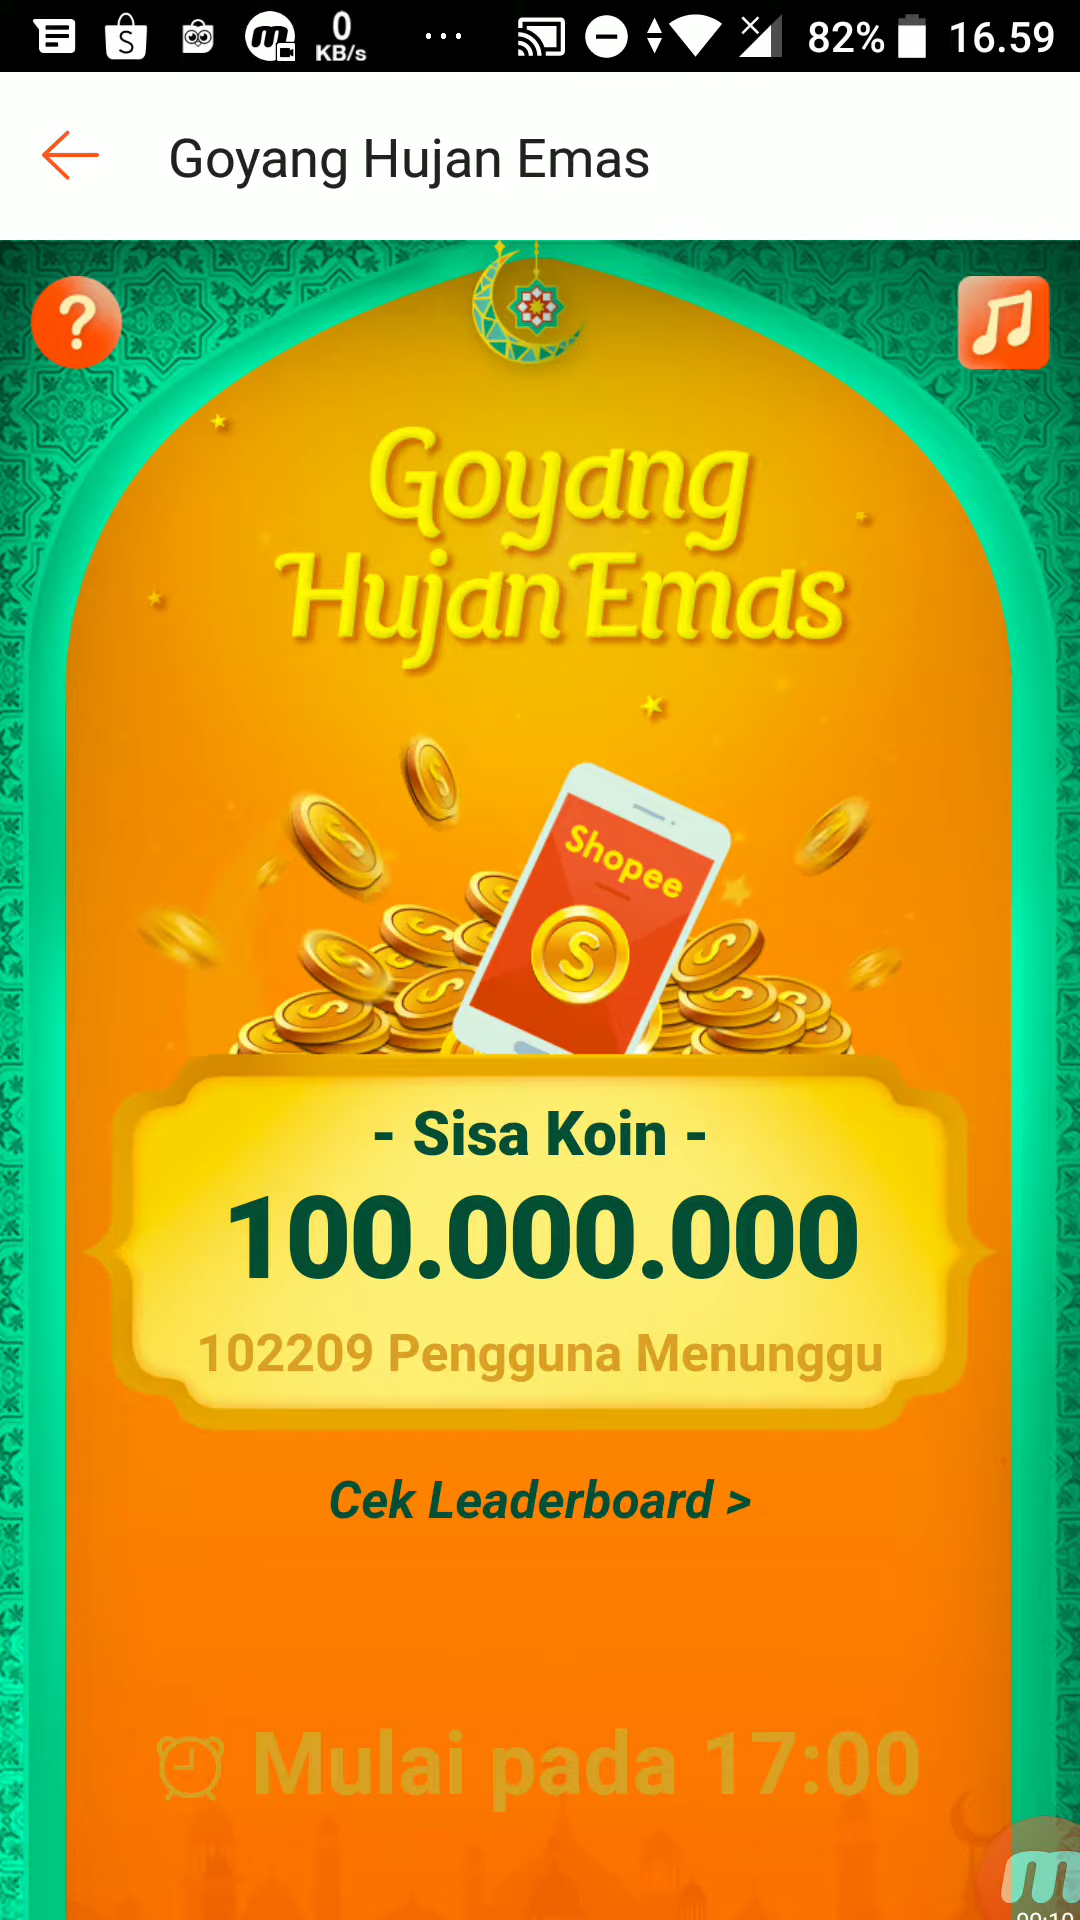 0 KB/s ... 82% 16.59
Goyang Hujan Emas
?
Goyang
Hujan Emas
Shopee
S
- Sisa Koin -
100.000.000
102209 Pengguna Menunggu
Cek Leaderboard >
Mulai pada 17:00
m